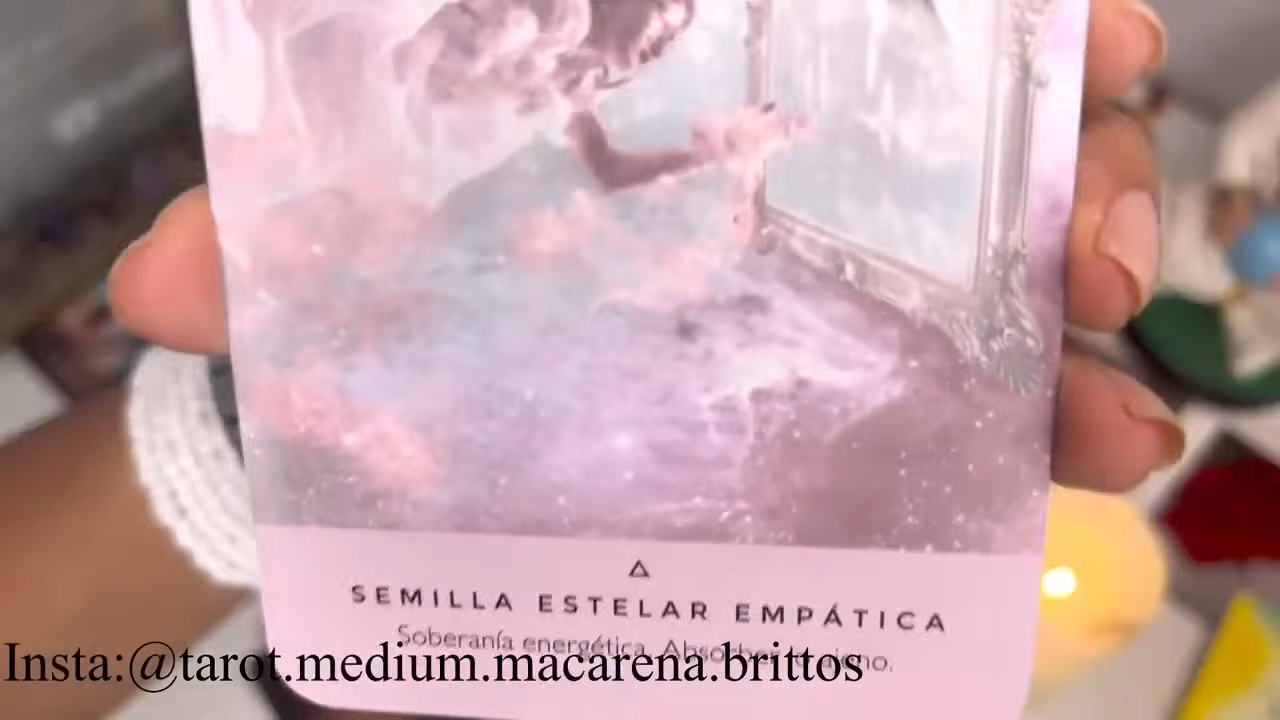 SEMILLA ESTELAR EMPÁTICA
Soberanía energética. Absorber
Insta:@tarot.medium.macarena.brittos